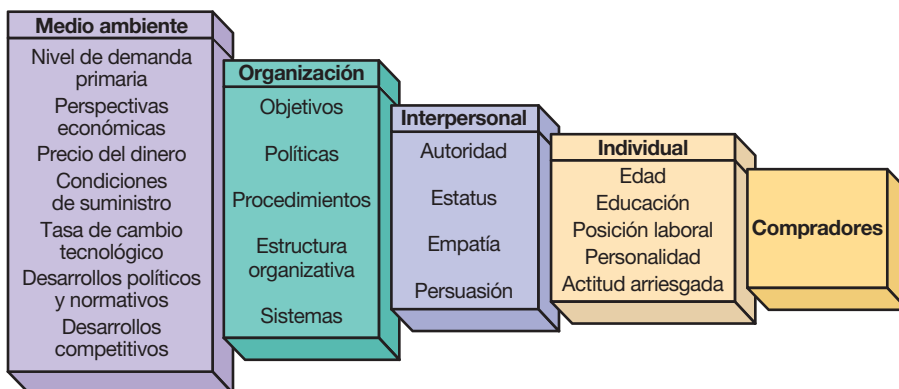 Medio ambiente
Nivel de demanda
primaria
Perspectivas
económicas
Precio del dinero
Condiciones
de suministro
Tasa de cambio
tecnológico
Desarrollos políticos
y normativos
Desarrollos
competitivos
Organización
Objetivos
Políticas
Procedimientos
Estructura
organizativa
Sistemas
Interpersonal
Autoridad
Estatus
Empatía
Persuasión
Individual
Edad
Educación
Posición laboral
Personalidad
Actitud arriesgada
Compradores